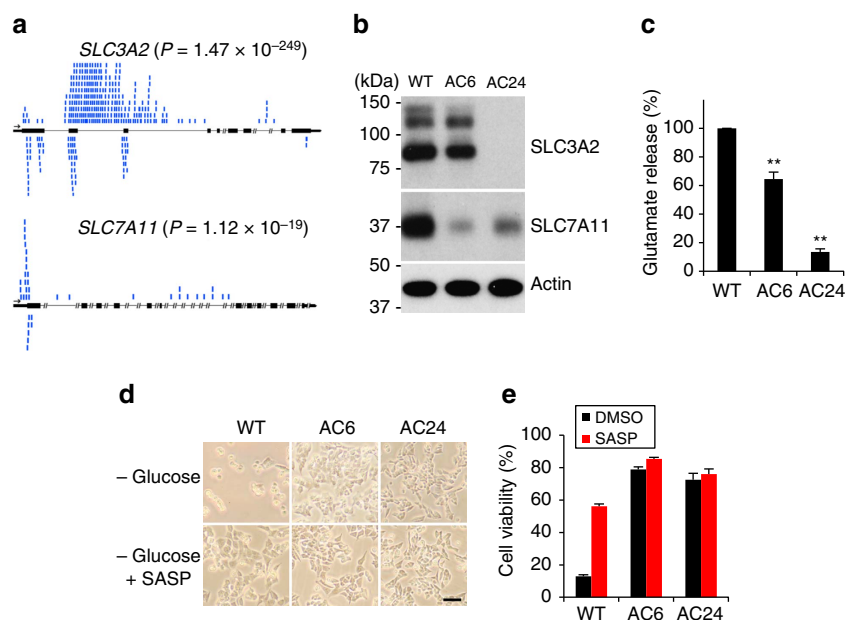 a
SLC3A2 (P = 1.47 × 10⁻²⁴⁹)
SLC7A11 (P = 1.12 × 10⁻¹⁹)
b
(kDa) WT AC6 AC24
150
100
75
SLC3A2
37
SLC7A11
50
Actin
37
c
Glutamate release (%)
100
80
60
40
20
0
**
**
WT AC6 AC24
d
WT AC6 AC24
– Glucose
– Glucose
+ SASP
e
DMSO
SASP
Cell viability (%)
100
80
60
40
20
0
WT AC6 AC24